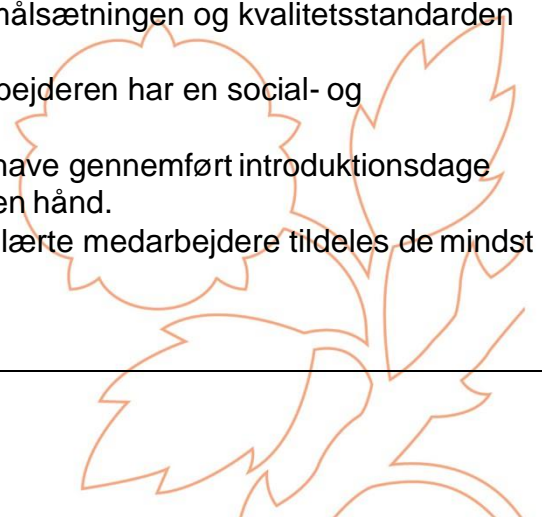 målsætningen og kvalitetsstandarden
bejderen har en social- og
have gennemført introduktionsdage
en hånd.
lærte medarbejdere tildeles de mindst